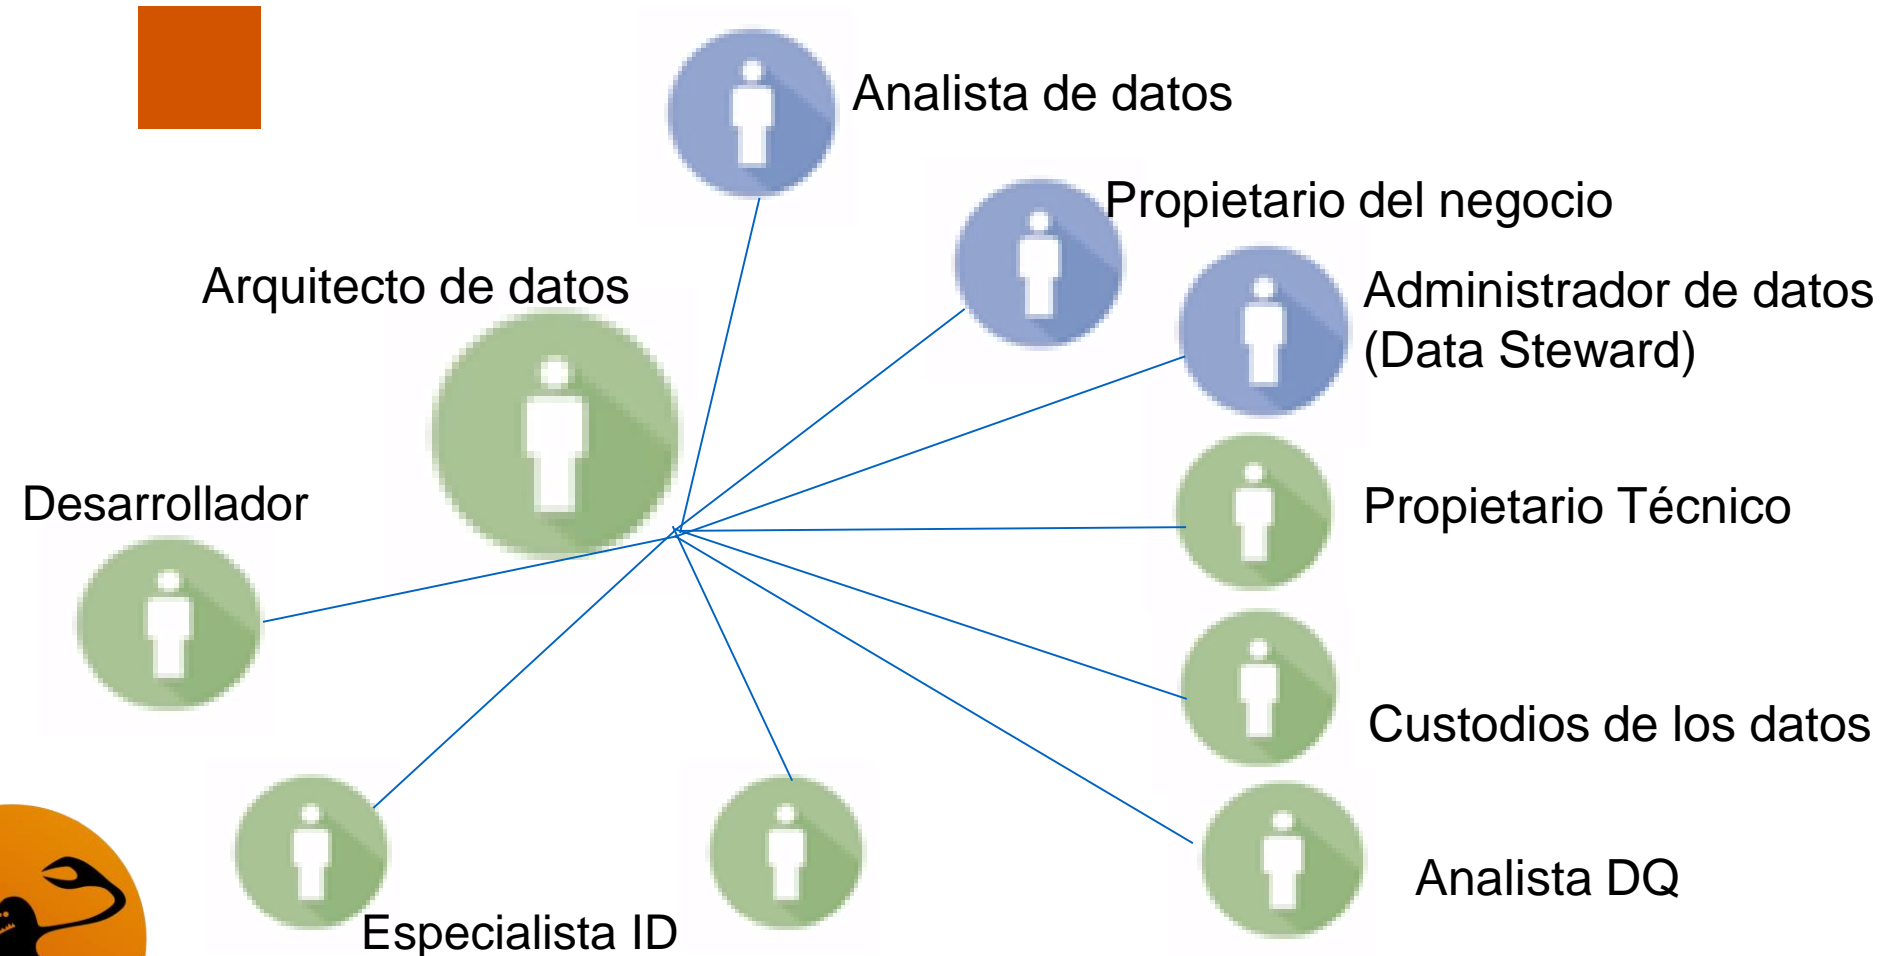 Analista de datos
Propietario del negocio
Arquitecto de datos
Administrador de datos
(Data Steward)
Desarrollador
Propietario Técnico
Custodios de los datos
Analista DQ
Especialista ID